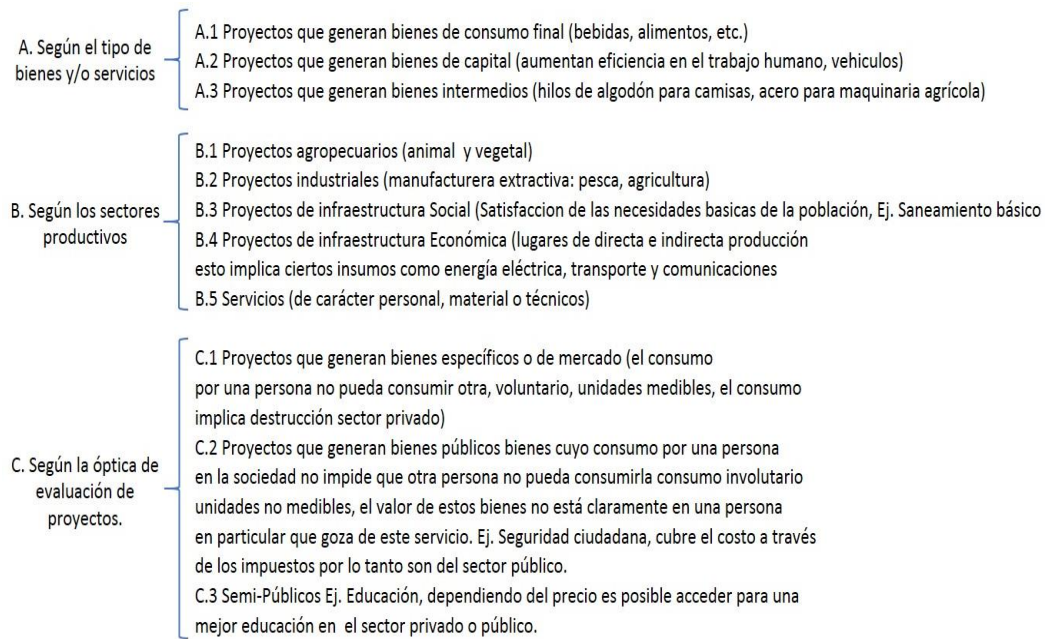 A. Según el tipo de
bienes y/o servicios
A.1 Proyectos que generan bienes de consumo final (bebidas, alimentos, etc.)
A.2 Proyectos que generan bienes de capital (aumentan eficiencia en el trabajo humano, vehiculos)
A.3 Proyectos que generan bienes intermedios (hilos de algodón para camisas, acero para maquinaria agrícola)
B. Según los sectores
productivos
B.1 Proyectos agropecuarios (animal y vegetal)
B.2 Proyectos industriales (manufacturera extractiva: pesca, agricultura)
B.3 Proyectos de infraestructura Social (Satisfaccion de las necesidades basicas de la población, Ej. Saneamiento básico
B.4 Proyectos de infraestructura Económica (lugares de directa e indirecta producción
esto implica ciertos insumos como energía eléctrica, transporte y comunicaciones
B.5 Servicios (de carácter personal, material o técnicos)
C. Según la óptica de
evaluación de
proyectos.
C.1 Proyectos que generan bienes específicos o de mercado (el consumo
por una persona no pueda consumir otra, voluntario, unidades medibles, el consumo
implica destrucción sector privado)
C.2 Proyectos que generan bienes públicos bienes cuyo consumo por una persona
en la sociedad no impide que otra persona no pueda consumirla consumo involutario
unidades no medibles, el valor de estos bienes no está claramente en una persona
en particular que goza de este servicio. Ej. Seguridad ciudadana, cubre el costo a través
de los impuestos por lo tanto son del sector público.
C.3 Semi-Públicos Ej. Educación, dependiendo del precio es posible acceder para una
mejor educación en el sector privado o público.